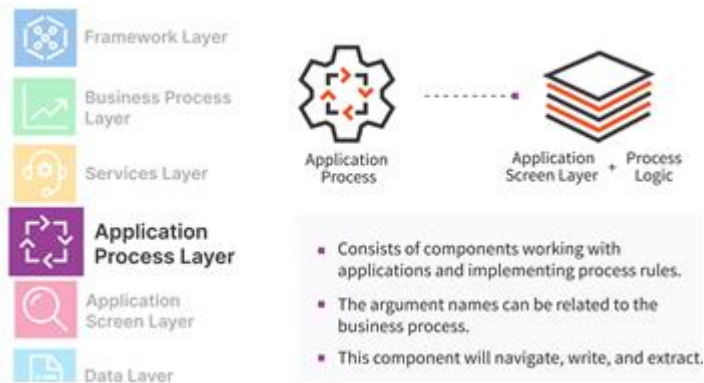 Framework Layer
Business Process
Layer
Services Layer
Application
Process Layer
Application
Screen Layer
Data Layer
Application
Process
Application
Screen Layer
+
Process
Logic
Consists of components working with
applications and implementing process rules.
The argument names can be related to the
business process.
This component will navigate, write, and extract.